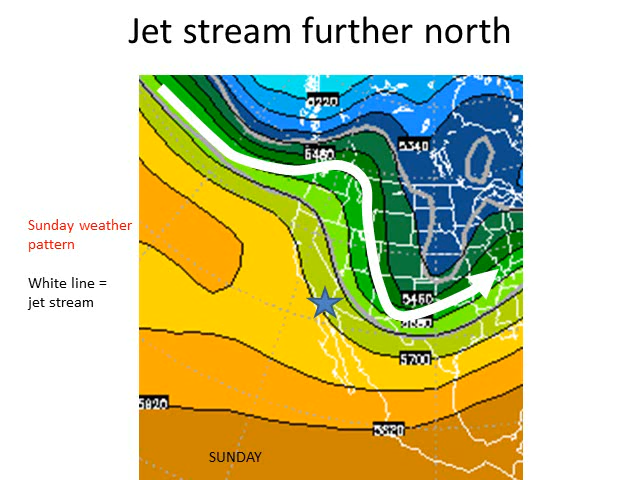 Jet stream further north
5220
5460
5340
Sunday weather
pattern
White line =
jet stream
5460
5580
5700
5820
5820
SUNDAY